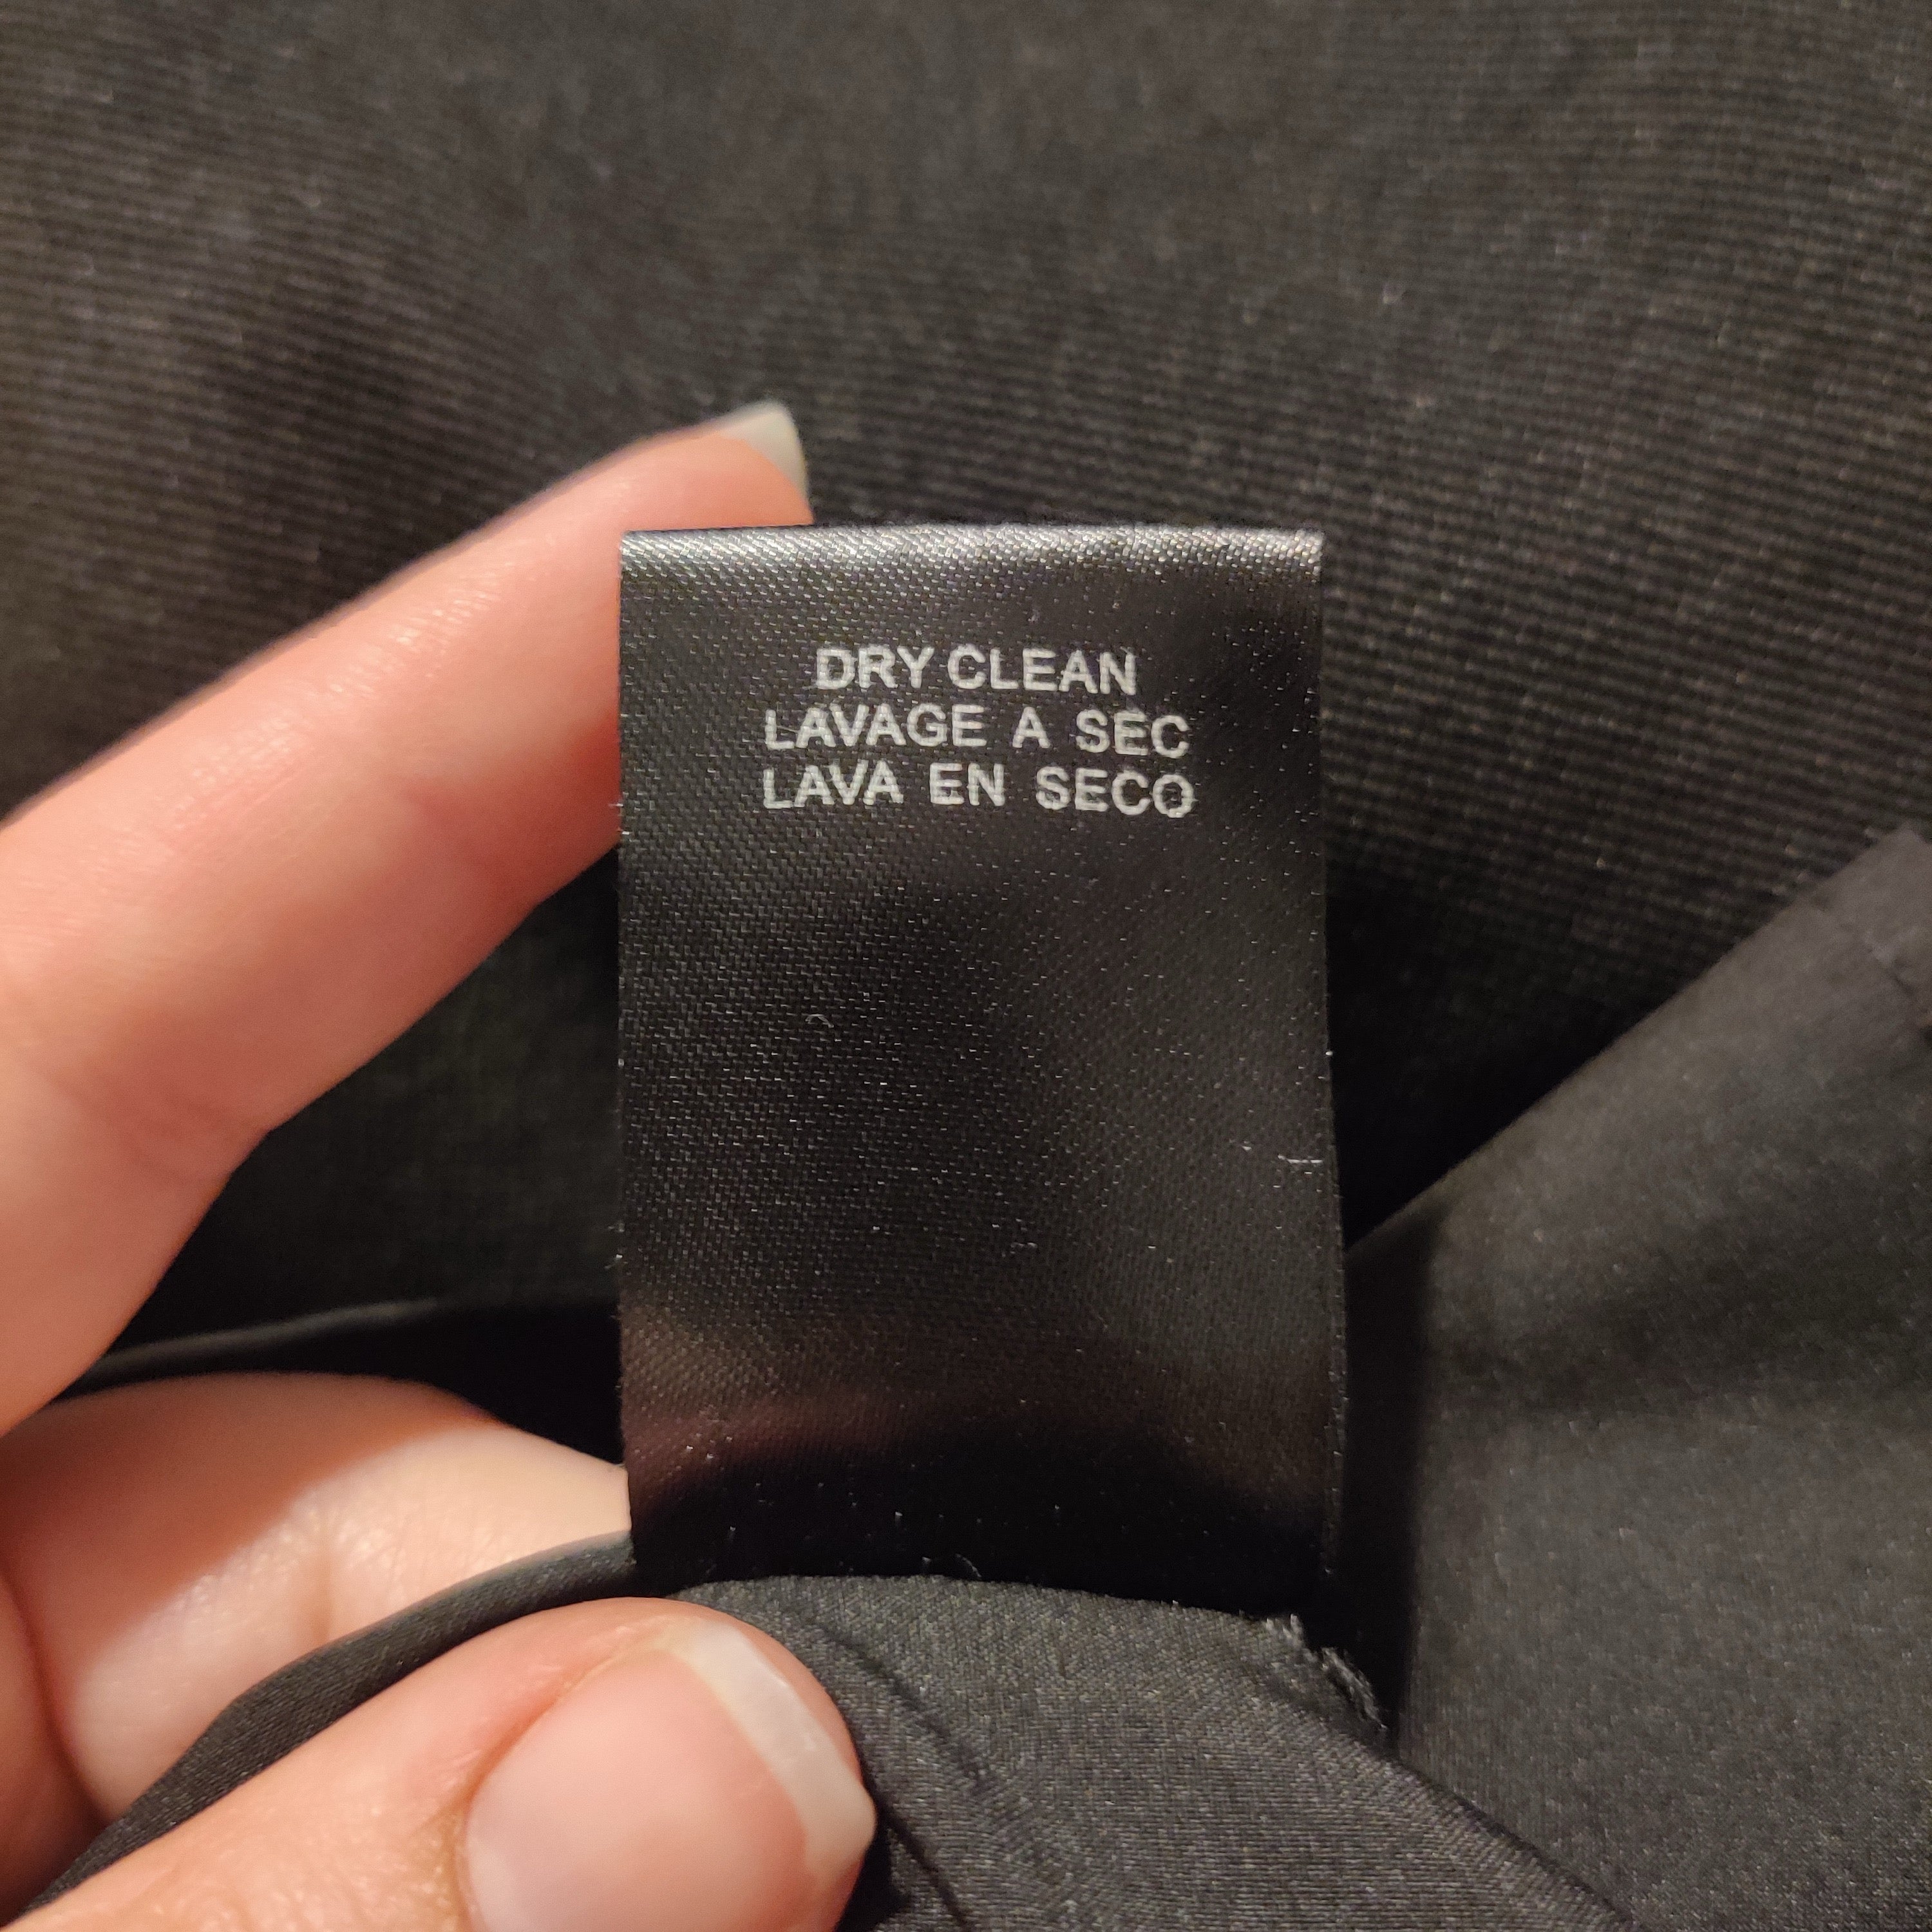 DRY CLEAN
LAVAGE A SEC
LAVA EN SECO